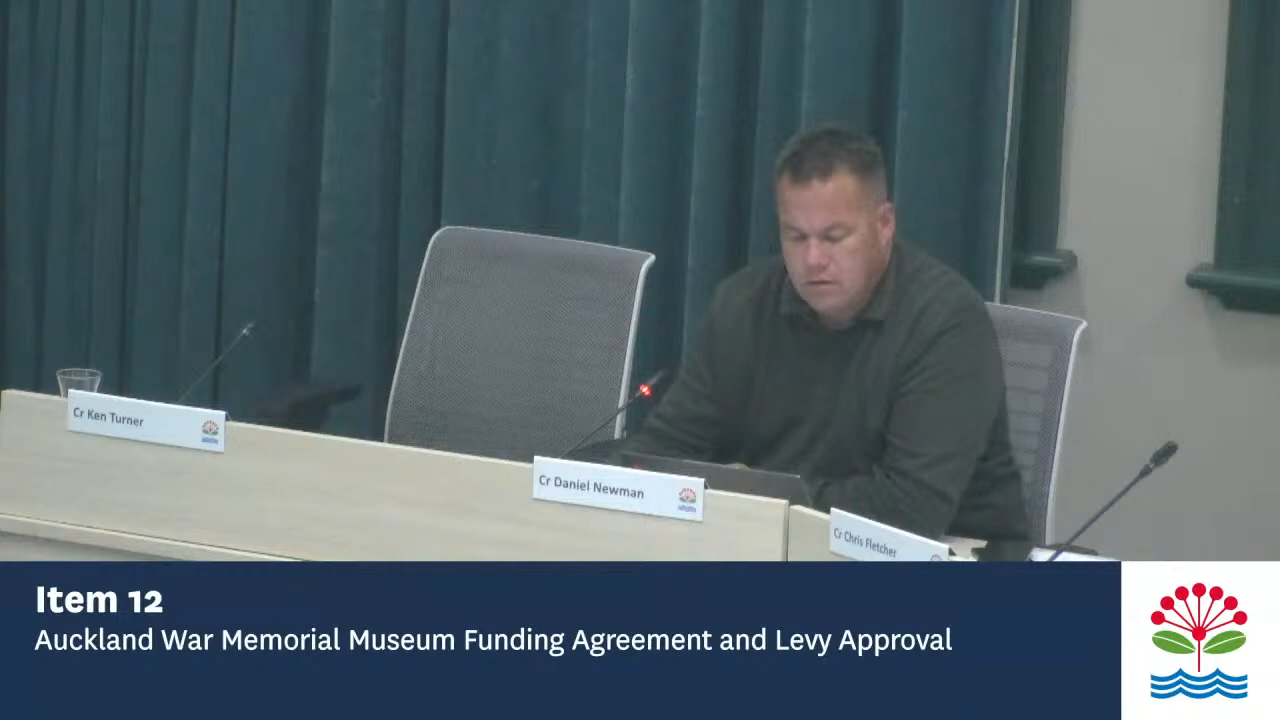 Cr Ken Turner
Cr Daniel Newman
Cr Chris Fletcher
Item 12
Auckland War Memorial Museum Funding Agreement and Levy Approval